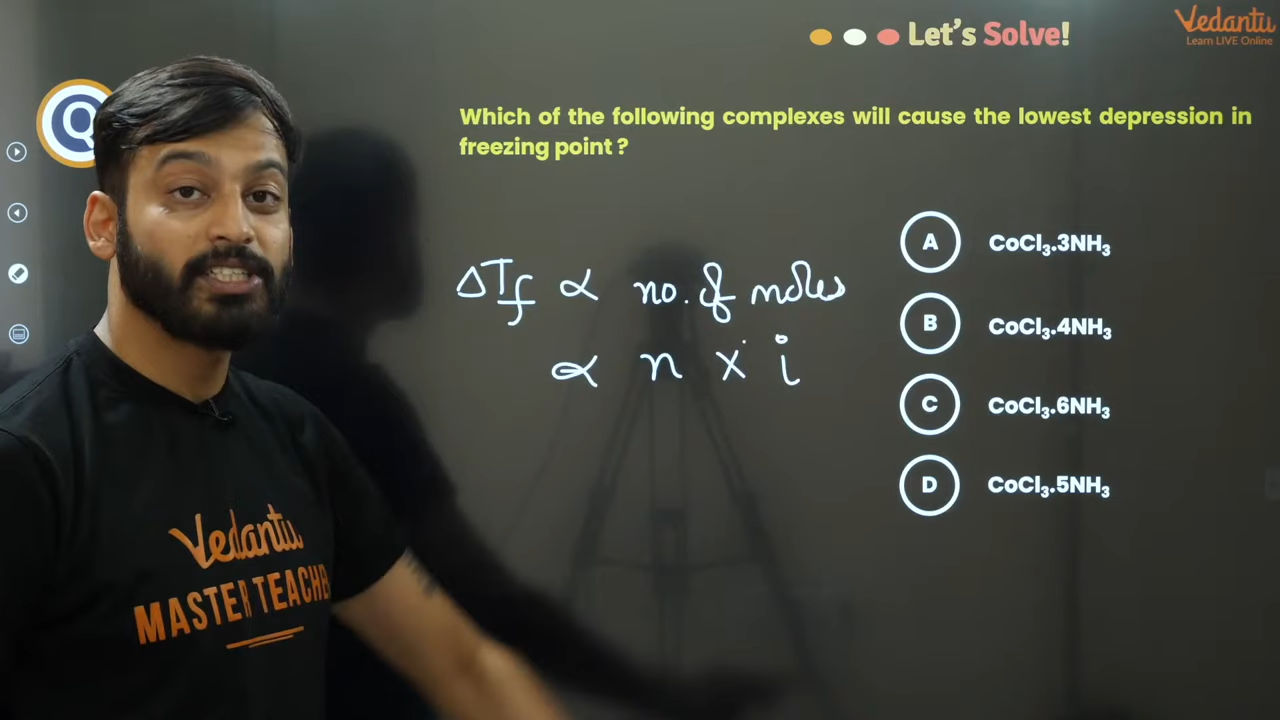 Vedantu
Learn LIVE Online
Let's Solve!
Q
Which of the following complexes will cause the lowest depression in
freezing point ?
ΔTf ∝ no. of moles
∝ n × i
A CoCl₃.3NH₃
B CoCl₃.4NH₃
C CoCl₃.6NH₃
D CoCl₃.5NH₃
Vedantu
MASTER TEACHE